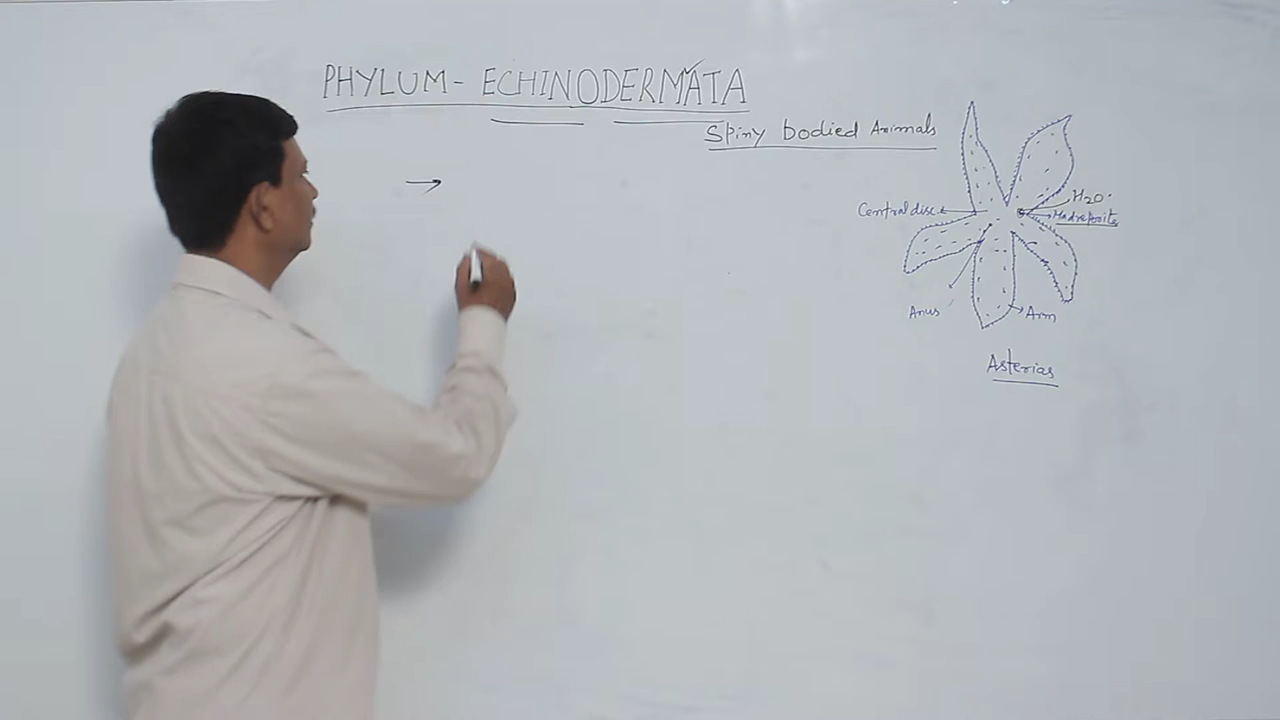 PHYLUM - ECHINODERMATA
Spiny bodied Animals
Central disc
H2O
Madreporite
Anus
Arm
Asterias